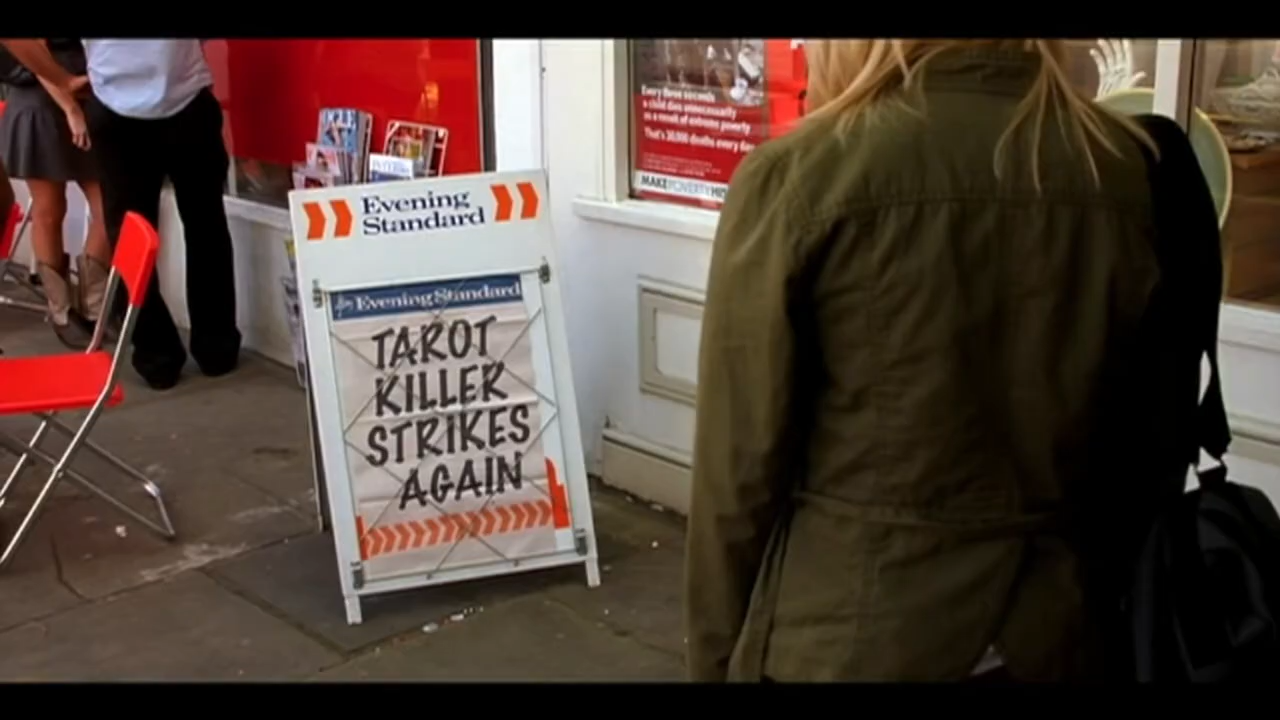 Evening
Standard
Evening Standard
TAROT
KILLER
STRIKES
AGAIN
Every three seconds
a child dies unnecessarily
as a result of extreme poverty
That's 30,000 deaths every day
MAKEPOVERTYHIS